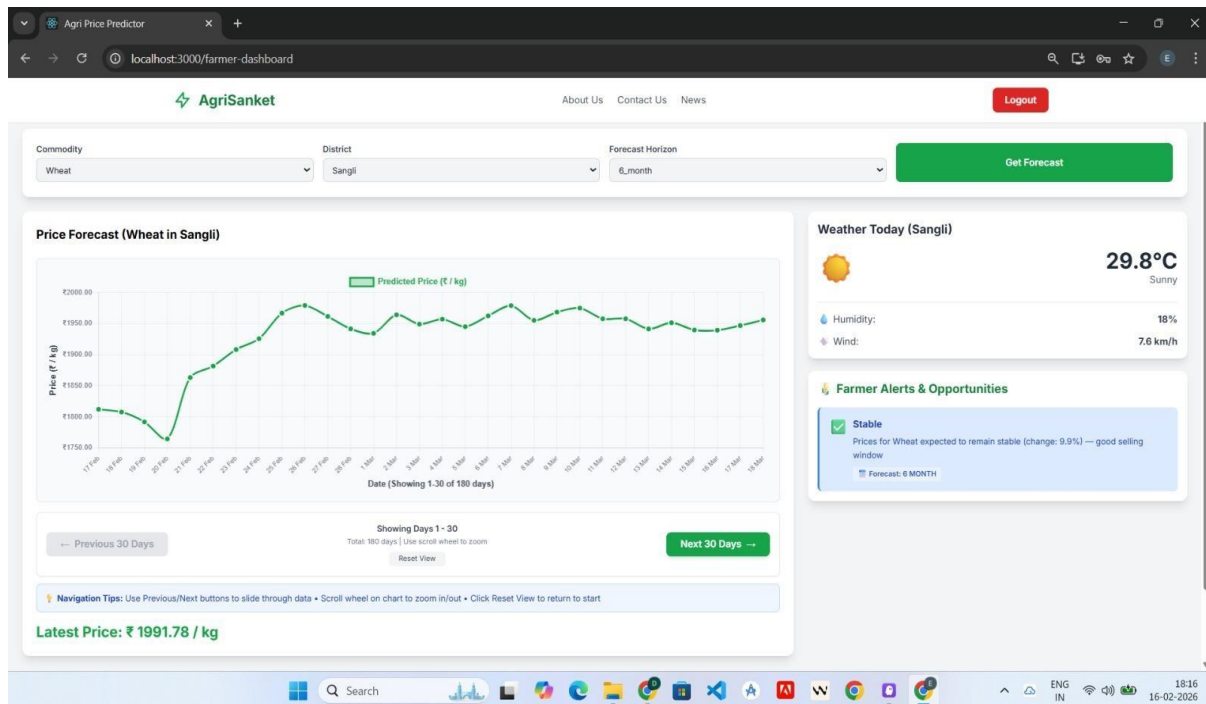 Agri Price Predictor
localhost:3000/farmer-dashboard
E
AgriSanket
About Us Contact Us News
Logout
Commodity
Wheat
District
Sangli
Forecast Horizon
6_month
Get Forecast
Price Forecast (Wheat in Sangli)
Predicted Price (₹ / kg)
Price (₹ / kg)
₹2000.00
₹1950.00
₹1900.00
₹1850.00
₹1800.00
₹1750.00
17 Feb 18 Feb 19 Feb 20 Feb 21 Feb 22 Feb 23 Feb 24 Feb 25 Feb 26 Feb 27 Feb 28 Feb 1 Mar 2 Mar 3 Mar 4 Mar 5 Mar 6 Mar 7 Mar 8 Mar 9 Mar 10 Mar 11 Mar 12 Mar 13 Mar 14 Mar 15 Mar 16 Mar 17 Mar 18 Mar
Date (Showing 1-30 of 180 days)
← Previous 30 Days
Showing Days 1 - 30
Total: 180 days | Use scroll wheel to zoom
Reset View
Next 30 Days →
Navigation Tips: Use Previous/Next buttons to slide through data • Scroll wheel on chart to zoom in/out • Click Reset View to return to start
Latest Price: ₹ 1991.78 / kg
Weather Today (Sangli)
29.8°C
Sunny
Humidity: 18%
Wind: 7.6 km/h
Farmer Alerts & Opportunities
Stable
Prices for Wheat expected to remain stable (change: 9.9%) — good selling
window
Forecast: 6 MONTH
Search
ENG
IN
18:16
16-02-2026